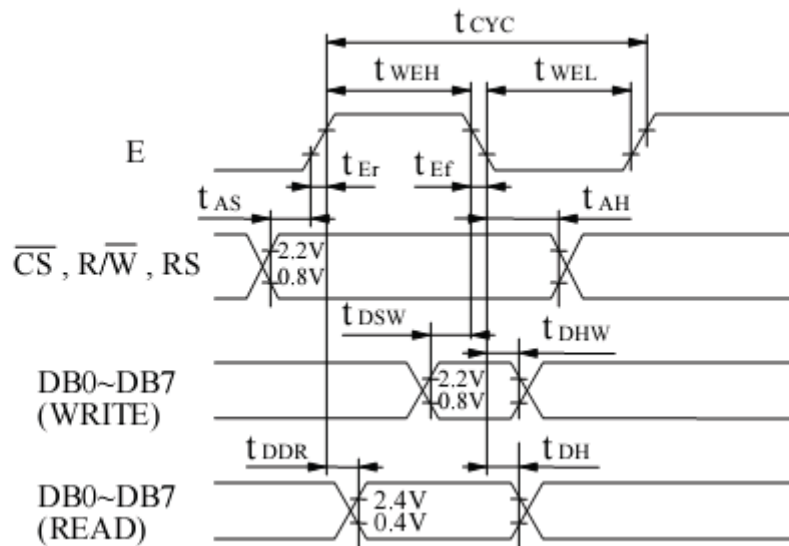 tCYC
tWEH tWEL
E
tEr tEf
tAS tAH
CS , R/W , RS
2.2V
0.8V
tDSW tDHW
DB0~DB7
(WRITE)
2.2V
0.8V
tDDR tDH
DB0~DB7
(READ)
2.4V
0.4V